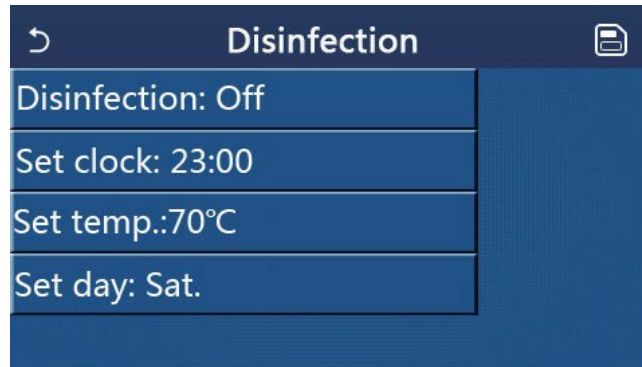 Disinfection
Disinfection: Off
Set clock: 23:00
Set temp.:70℃
Set day: Sat.